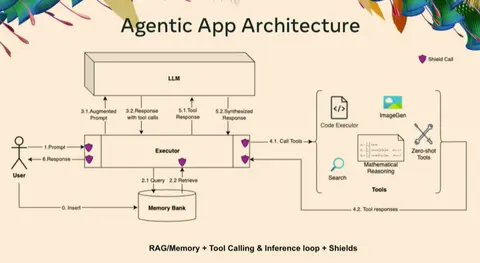 Agentic App Architecture
Shield Call
LLM
3.1.Augmented
Prompt
3.2.Response
with tool calls
5.1.Tool
Response
5.2.Synthesized
Response
1.Prompt
6.Response
User
Executor
4.1. Call Tools
Code Executor
ImageGen
Mathematical
Reasoning
Zero-shot
Tools
Search
Tools
2.1 Query
2.2 Retrieve
0. Insert
Memory Bank
4.2. Tool responses
RAG/Memory + Tool Calling & Inference loop + Shields